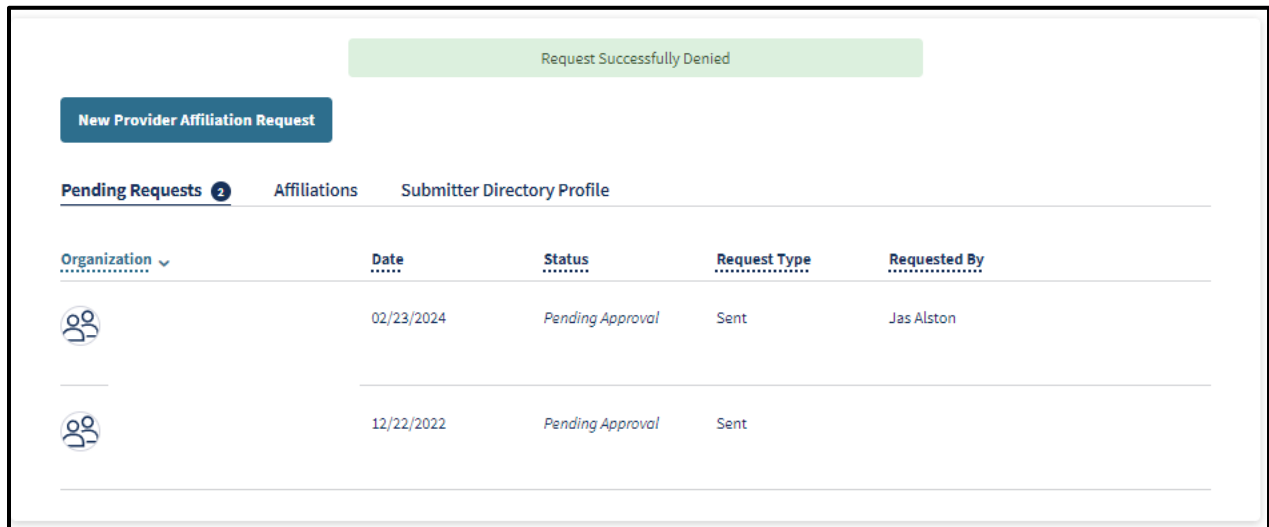 Request Successfully Denied
New Provider Affiliation Request
Pending Requests 2 Affiliations Submitter Directory Profile
Organization Date Status Request Type Requested By
02/23/2024 Pending Approval Sent Jas Alston
12/22/2022 Pending Approval Sent